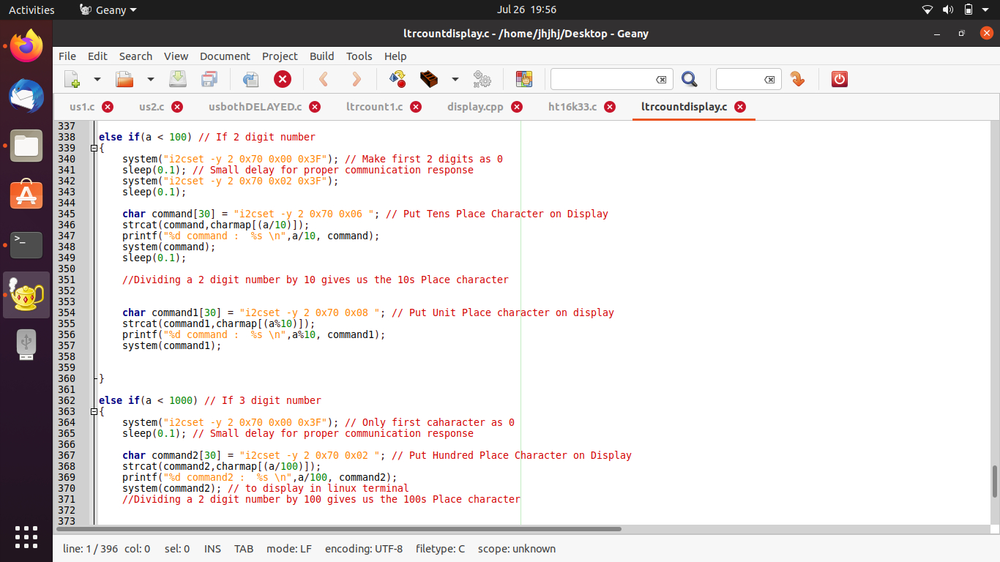 Activities Geany Jul 26 19:56
ltrcountdisplay.c - /home/jhjhj/Desktop - Geany
File Edit Search View Document Project Build Tools Help
us1.c us2.c usbothDELAYED.c ltrcount1.c display.cpp ht16k33.c ltrcountdisplay.c
337
338 else if(a < 100) // If 2 digit number
339 {
340 system("i2cset -y 2 0x70 0x00 0x3F"); // Make first 2 digits as 0
341 sleep(0.1); // Small delay for proper communication response
342 system("i2cset -y 2 0x70 0x02 0x3F");
343 sleep(0.1);
344
345 char command[30] = "i2cset -y 2 0x70 0x06 "; // Put Tens Place Character on Display
346 strcat(command,charmap[(a/10)]);
347 printf("%d command :  %s \n",a/10, command);
348 system(command);
349 sleep(0.1);
350
351 //Dividing a 2 digit number by 10 gives us the 10s Place character
352
353
354 char command1[30] = "i2cset -y 2 0x70 0x08 "; // Put Unit Place character on display
355 strcat(command1,charmap[(a%10)]);
356 printf("%d command :  %s \n",a%10, command1);
357 system(command1);
358
359
360 }
361
362 else if(a < 1000) // If 3 digit number
363 {
364 system("i2cset -y 2 0x70 0x00 0x3F"); // Only first caharacter as 0
365 sleep(0.1); // Small delay for proper communication response
366
367 char command2[30] = "i2cset -y 2 0x70 0x02 "; // Put Hundred Place Character on Display
368 strcat(command2,charmap[(a/100)]);
369 printf("%d command2 :  %s \n",a/100, command2);
370 system(command2); // to display in linux terminal
371 //Dividing a 2 digit number by 100 gives us the 100s Place character
372
373
line: 1 / 396 col: 0 sel: 0 INS TAB mode: LF encoding: UTF-8 filetype: C scope: unknown